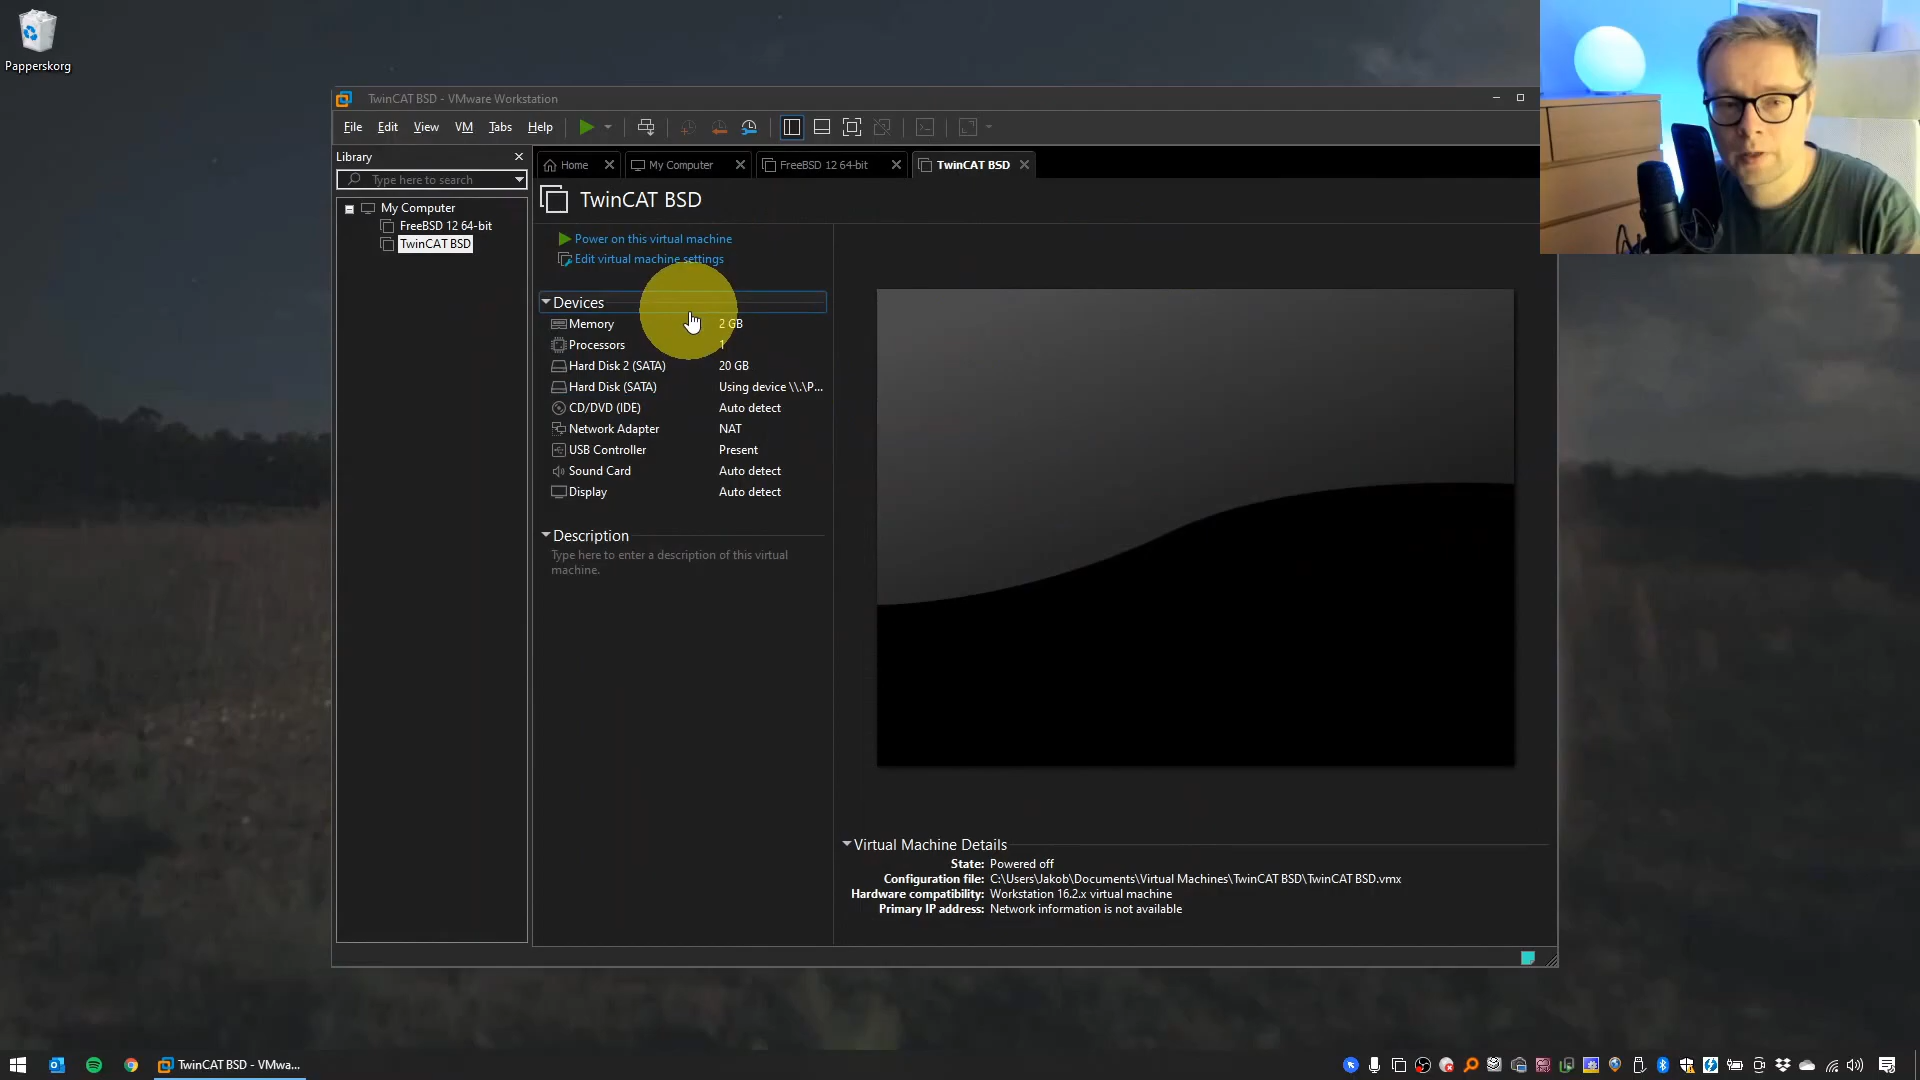 Papperskorg
TwinCAT BSD - VMware Workstation
File Edit View VM Tabs Help
Library
Type here to search
My Computer
FreeBSD 12 64-bit
TwinCAT BSD
Home My Computer FreeBSD 12 64-bit TwinCAT BSD
TwinCAT BSD
Power on this virtual machine
Edit virtual machine settings
Devices
Memory 2 GB
Processors 1
Hard Disk 2 (SATA) 20 GB
Hard Disk (SATA) Using device \\.\P...
CD/DVD (IDE) Auto detect
Network Adapter NAT
USB Controller Present
Sound Card Auto detect
Display Auto detect
Description
Type here to enter a description of this virtual
machine.
Virtual Machine Details
State: Powered off
Configuration file: C:\Users\Jakob\Documents\Virtual Machines\TwinCAT BSD\TwinCAT BSD.vmx
Hardware compatibility: Workstation 16.2.x virtual machine
Primary IP address: Network information is not available
TwinCAT BSD - VMwa...